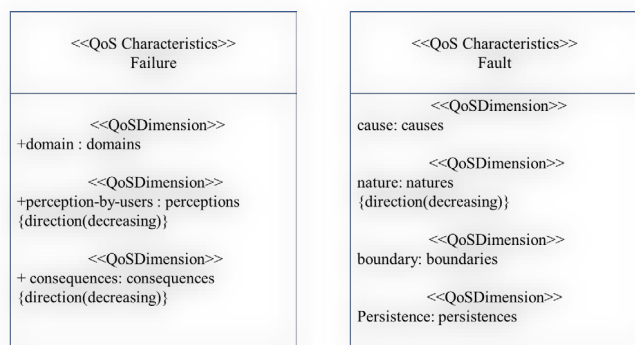 <<QoS Characteristics>>
Failure
<<QoSDimension>>
+domain : domains
<<QoSDimension>>
+perception-by-users : perceptions
{direction(decreasing)}
<<QoSDimension>>
+ consequences: consequences
{direction(decreasing)}
<<QoS Characteristics>>
Fault
<<QoSDimension>>
cause: causes
<<QoSDimension>>
nature: natures
{direction(decreasing)}
<<QoSDimension>>
boundary: boundaries
<<QoSDimension>>
Persistence: persistences